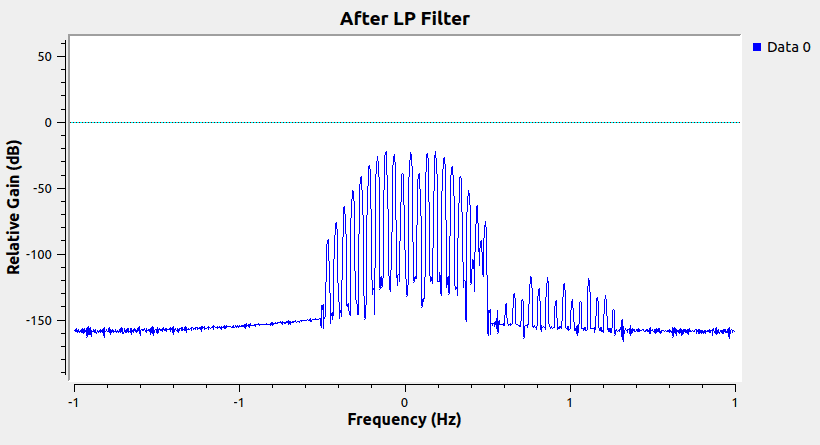 After LP Filter
Data 0
Relative Gain (dB)
50
0
-50
-100
-150
-1 -1 0 1 1
Frequency (Hz)